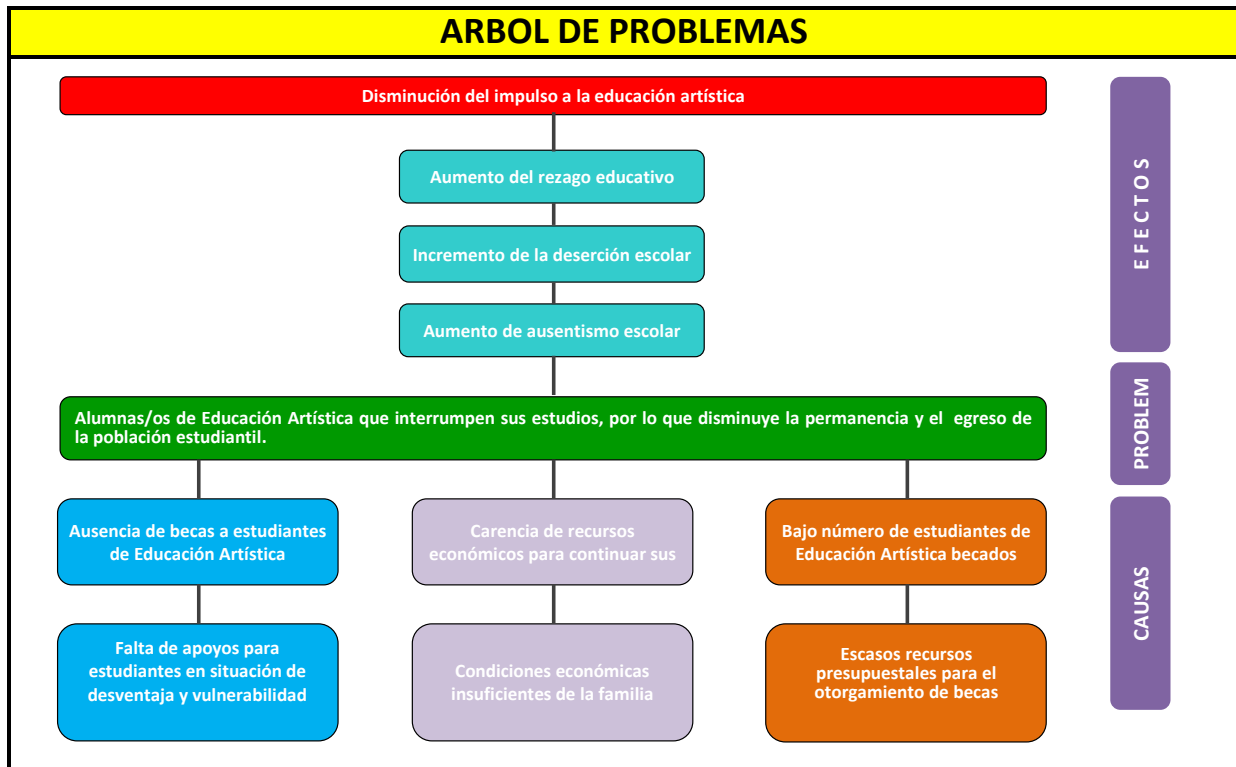 ARBOL DE PROBLEMAS
Disminución del impulso a la educación artística
Aumento del rezago educativo
Incremento de la deserción escolar
Aumento de ausentismo escolar
E F E C T O S
Alumnas/os de Educación Artística que interrumpen sus estudios, por lo que disminuye la permanencia y el egreso de
la población estudiantil.
PROBLEM
Ausencia de becas a estudiantes
de Educación Artística
Carencia de recursos
económicos para continuar sus
Bajo número de estudiantes de
Educación Artística becados
CAUSAS
Falta de apoyos para
estudiantes en situación de
desventaja y vulnerabilidad
Condiciones económicas
insuficientes de la familia
Escasos recursos
presupuestales para el
otorgamiento de becas